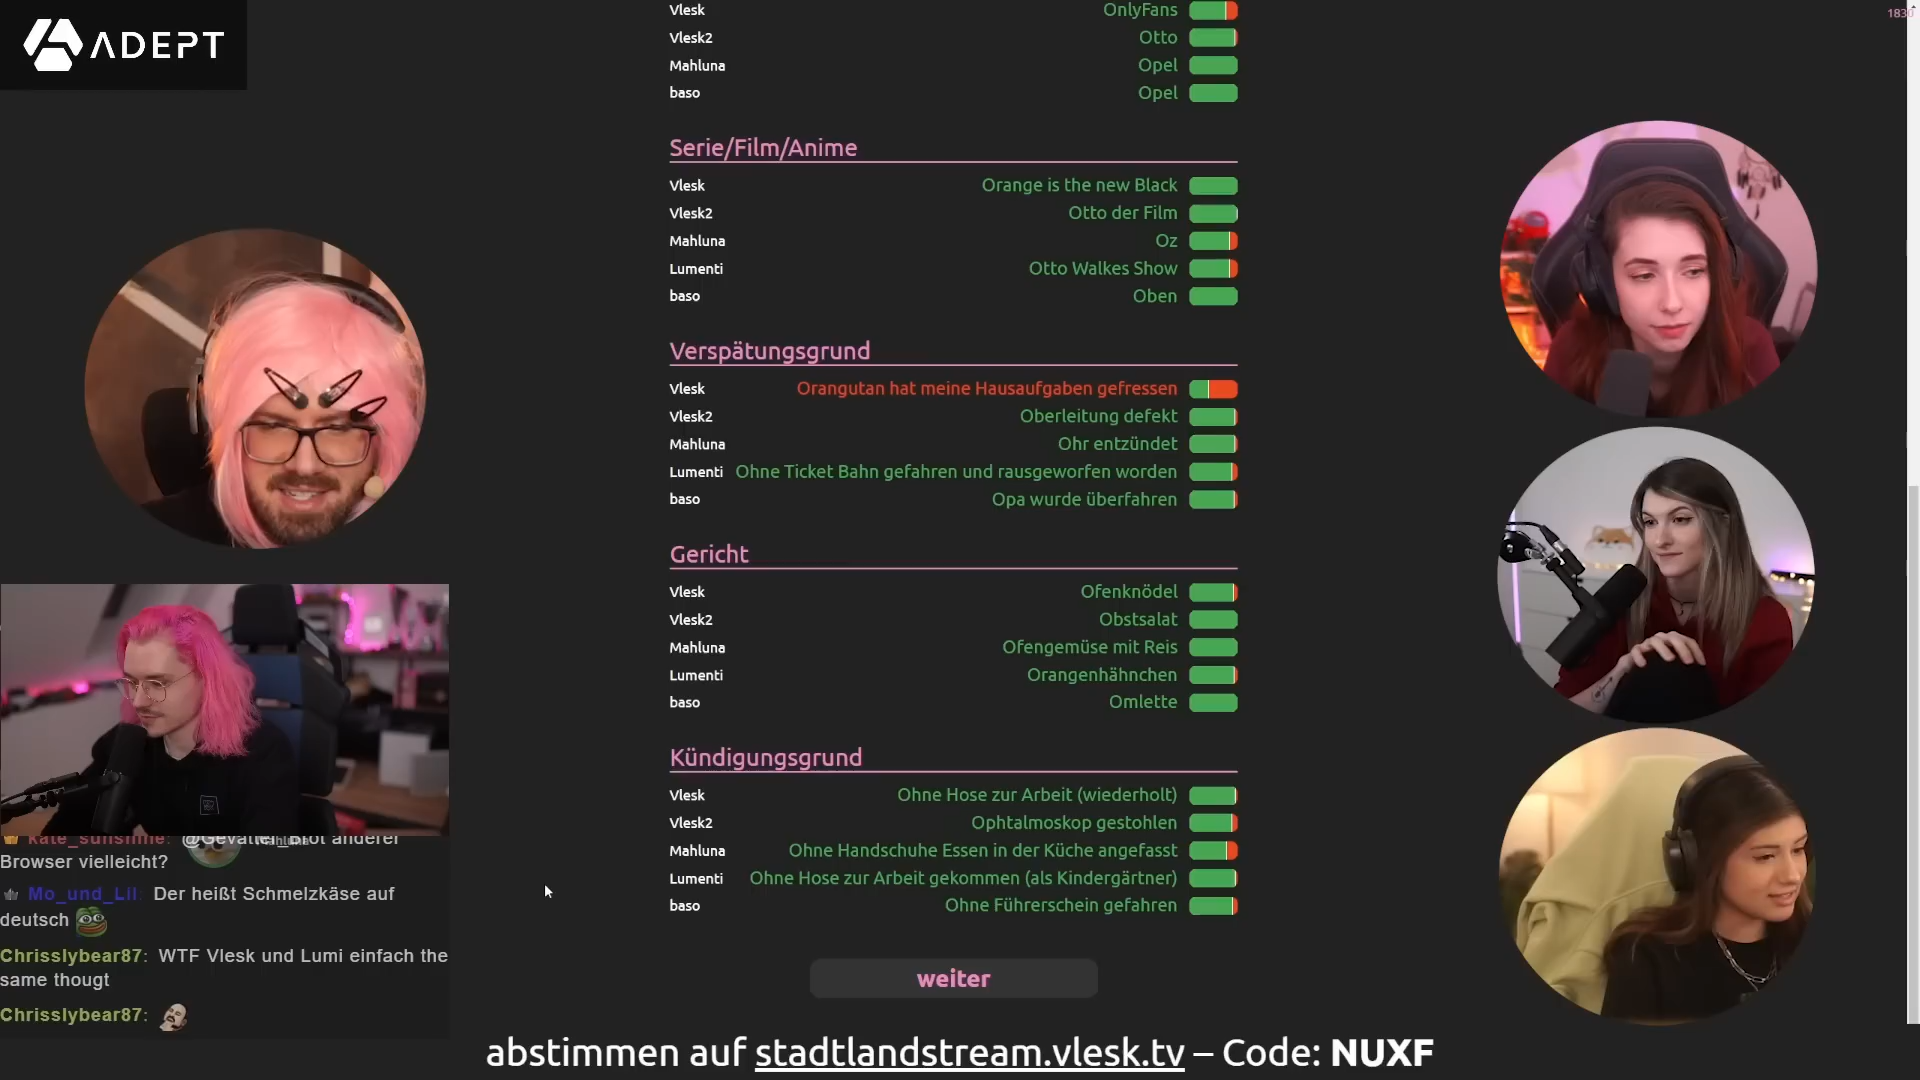 ADEPT
183
Vlesk OnlyFans
Vlesk2 Otto
Mahluna Opel
baso Opel
Serie/Film/Anime
Vlesk Orange is the new Black
Vlesk2 Otto der Film
Mahluna Oz
Lumenti Otto Walkes Show
baso Oben
Verspätungsgrund
Vlesk Orangutan hat meine Hausaufgaben gefressen
Vlesk2 Oberleitung defekt
Mahluna Ohr entzündet
Lumenti Ohne Ticket Bahn gefahren und rausgeworfen worden
baso Opa wurde überfahren
Gericht
Vlesk Ofenknödel
Vlesk2 Obstsalat
Mahluna Ofengemüse mit Reis
Lumenti Orangenhähnchen
baso Omlette
Kündigungsgrund
Vlesk Ohne Hose zur Arbeit (wiederholt)
Vlesk2 Ophtalmoskop gestohlen
Mahluna Ohne Handschuhe Essen in der Küche angefasst
Lumenti Ohne Hose zur Arbeit gekommen (als Kindergärtner)
baso Ohne Führerschein gefahren
weiter
kate_sunshine: anderer
Browser vielleicht?
Mo_und_Lil: Der heißt Schmelzkäse auf
deutsch
Chrisslybear87: WTF Vlesk und Lumi einfach the
same thougt
Chrisslybear87:
abstimmen auf stadtlandstream.vlesk.tv – Code: NUXF